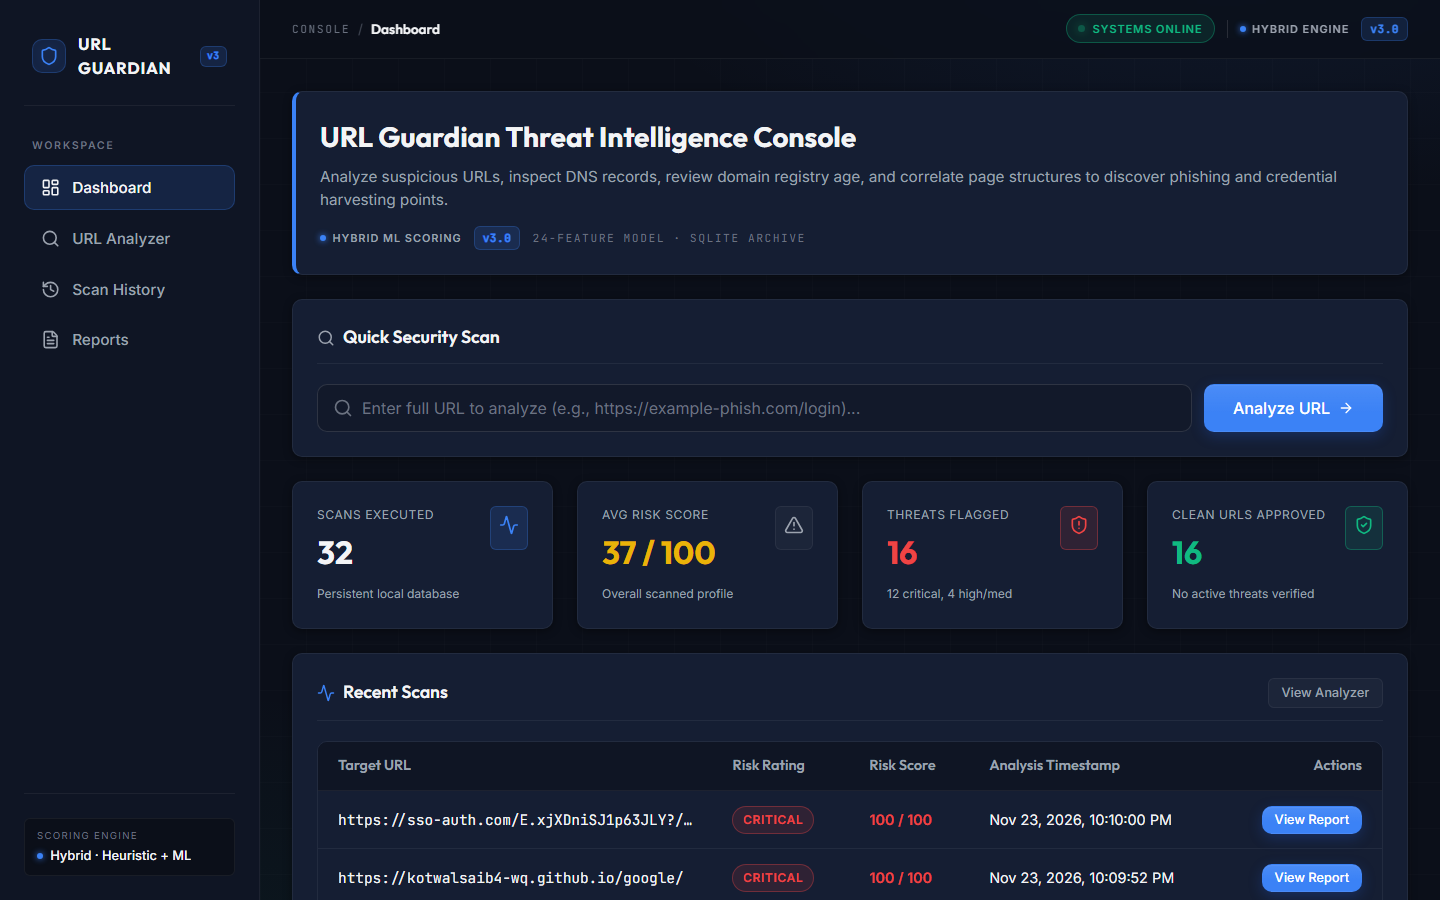 URL
GUARDIAN
v3
WORKSPACE
Dashboard
URL Analyzer
Scan History
Reports
SCORING ENGINE
Hybrid · Heuristic + ML
CONSOLE / Dashboard
SYSTEMS ONLINE
HYBRID ENGINE
v3.0
URL Guardian Threat Intelligence Console
Analyze suspicious URLs, inspect DNS records, review domain registry age, and correlate page structures to discover phishing and credential
harvesting points.
HYBRID ML SCORING v3.0 24-FEATURE MODEL · SQLITE ARCHIVE
Quick Security Scan
Enter full URL to analyze (e.g., https://example-phish.com/login)...
Analyze URL →
SCANS EXECUTED
32
Persistent local database
AVG RISK SCORE
37 / 100
Overall scanned profile
THREATS FLAGGED
16
12 critical, 4 high/med
CLEAN URLS APPROVED
16
No active threats verified
Recent Scans
View Analyzer
Target URL Risk Rating Risk Score Analysis Timestamp Actions
https://sso-auth.com/E.xjXDniSJ1p63JLY?/… CRITICAL 100 / 100 Nov 23, 2026, 10:10:00 PM View Report
https://kotwalsaib4-wq.github.io/google/ CRITICAL 100 / 100 Nov 23, 2026, 10:09:52 PM View Report